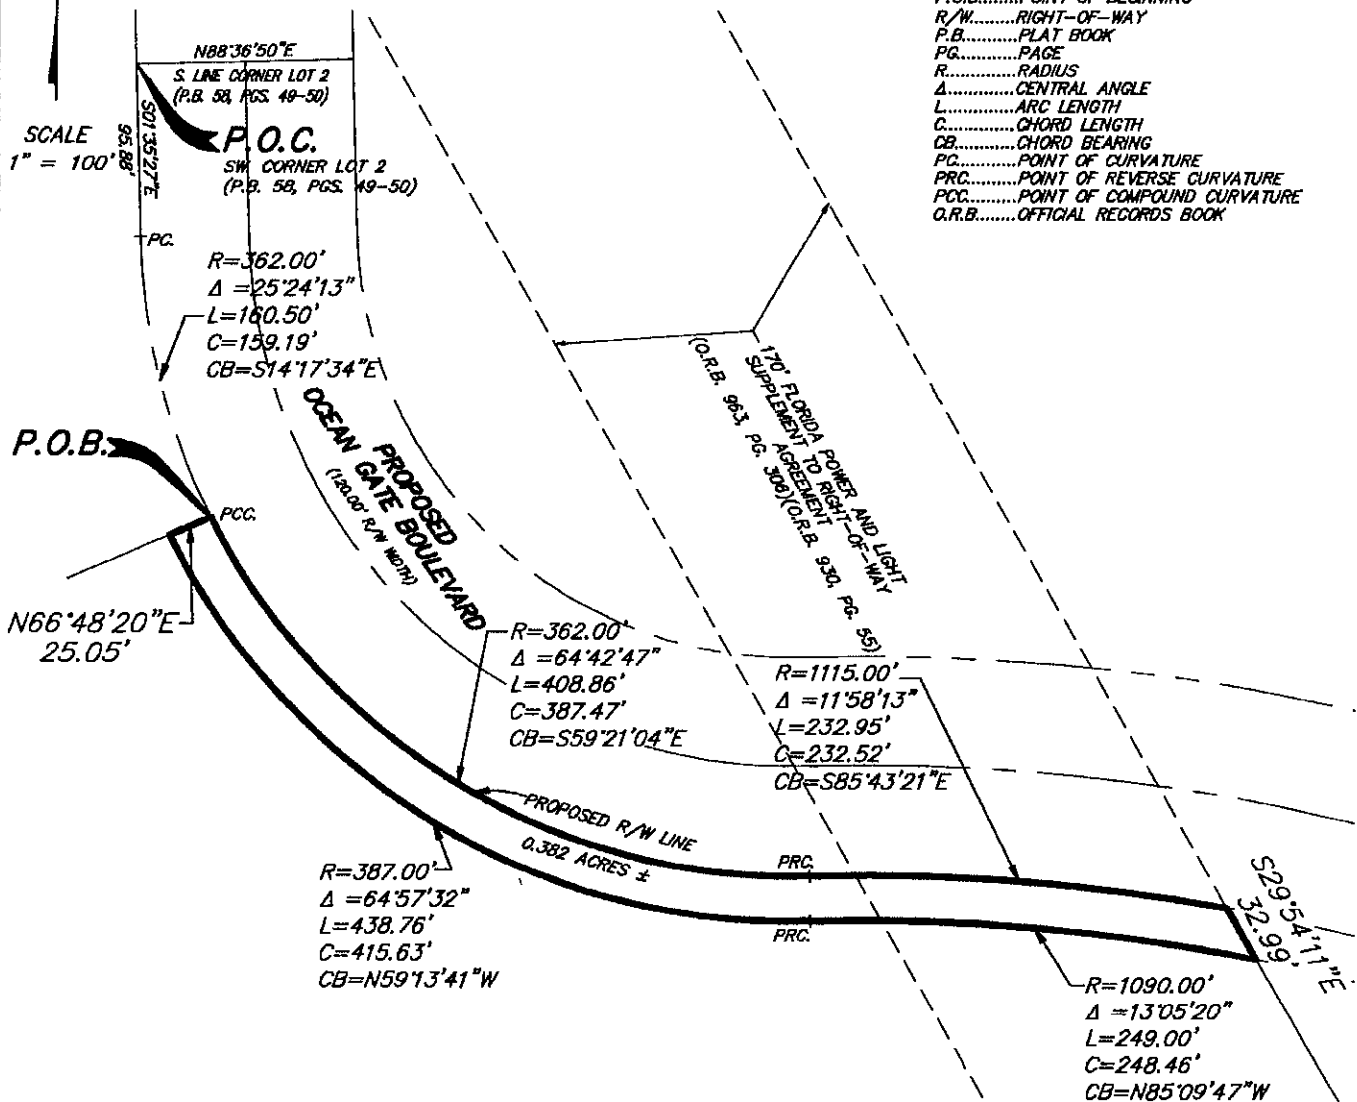 R/W........RIGHT-OF-WAY
P.B..........PLAT BOOK
PG...........PAGE
R.............RADIUS
Δ.............CENTRAL ANGLE
L.............ARC LENGTH
C.............CHORD LENGTH
CB...........CHORD BEARING
PC...........POINT OF CURVATURE
PRC.........POINT OF REVERSE CURVATURE
PCC.........POINT OF COMPOUND CURVATURE
O.R.B.......OFFICIAL RECORDS BOOK
N88°36'50"E
S. LINE CORNER LOT 2
(P.B. 58, PGS. 49-50)
SCALE
1" = 100'
S01°35'27"E
95.88'
P.O.C.
SW CORNER LOT 2
(P.B. 58, PGS. 49-50)
PC.
R=362.00'
Δ =25°24'13"
L=160.50'
C=159.19'
CB=S14°17'34"E
P.O.B.
PCC.
PROPOSED
OCEAN GATE BOULEVARD
(120.00' R/W WIDTH)
170' FLORIDA POWER AND LIGHT
SUPPLEMENT TO RIGHT-OF-WAY
AGREEMENT
(O.R.B. 963, PG. 306)(O.R.B. 930, PG. 55)
N66°48'20"E
25.05'
R=362.00'
Δ =64°42'47"
L=408.86'
C=387.47'
CB=S59°21'04"E
R=1115.00'
Δ =11°58'13"
L=232.95'
C=232.52'
CB=S85°43'21"E
PROPOSED R/W LINE
0.382 ACRES ±
PRC.
PRC.
R=387.00'
Δ =64°57'32"
L=438.76'
C=415.63'
CB=N59°13'41"W
S29°54'11"E
32.99'
R=1090.00'
Δ =13°05'20"
L=249.00'
C=248.46'
CB=N85°09'47"W